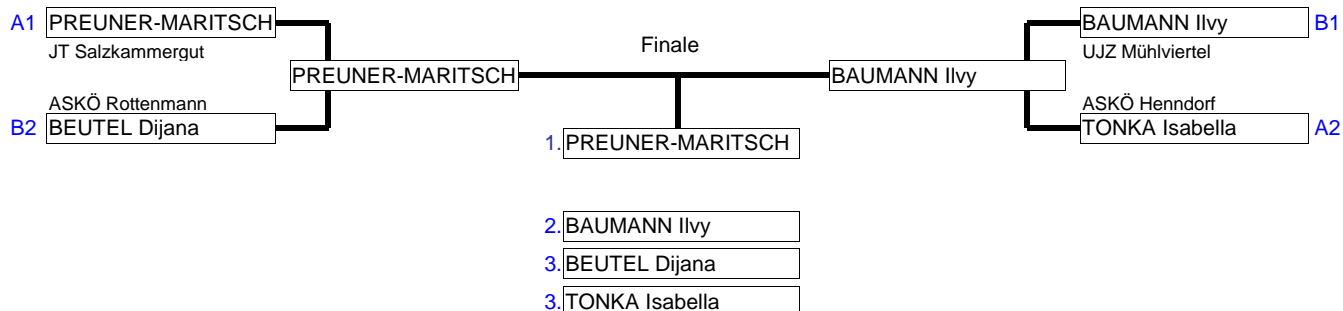 A1 PREUNER-MARITSCH
JT Salzkammergut
ASKÖ Rottenmann
B2 BEUTEL Dijana
PREUNER-MARITSCH
Finale
BAUMANN Ilvy
BAUMANN Ilvy B1
UJZ Mühlviertel
ASKÖ Henndorf
TONKA Isabella A2
1. PREUNER-MARITSCH
2. BAUMANN Ilvy
3. BEUTEL Dijana
3. TONKA Isabella